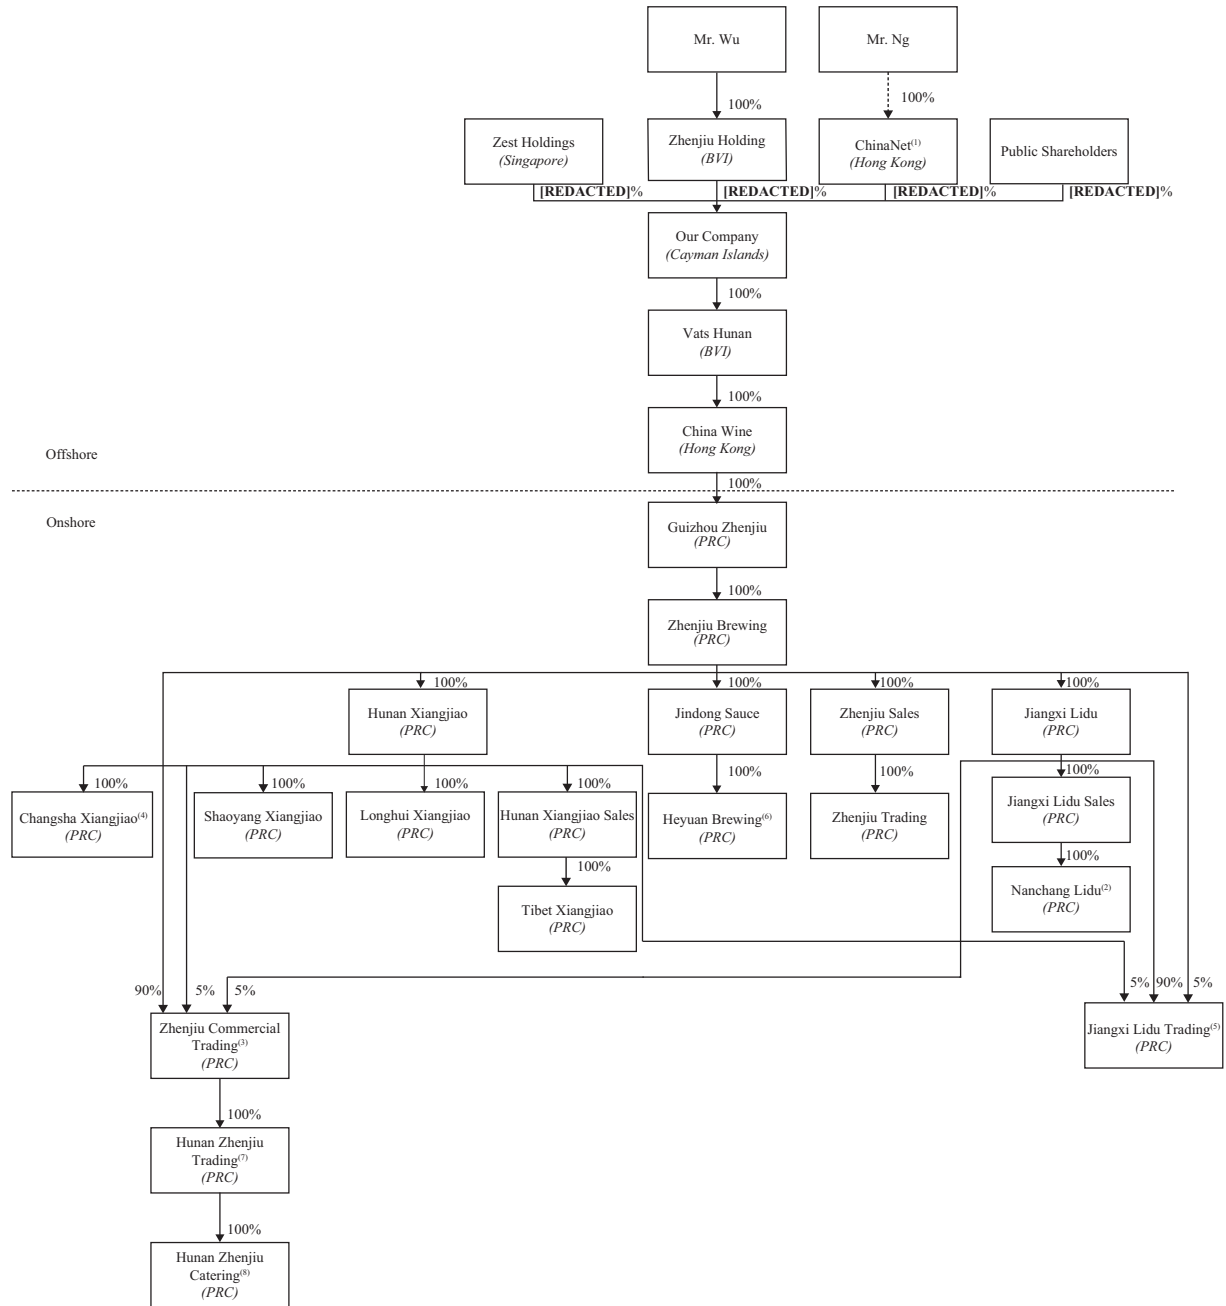 Mr. Wu
Mr. Ng
100%
100%
Zest Holdings
(Singapore)
Zhenjiu Holding
(BVI)
ChinaNet(1)
(Hong Kong)
Public Shareholders
[REDACTED]%
[REDACTED]%
[REDACTED]%
[REDACTED]%
Our Company
(Cayman Islands)
100%
Vats Hunan
(BVI)
100%
China Wine
(Hong Kong)
Offshore
100%
Onshore
Guizhou Zhenjiu
(PRC)
100%
Zhenjiu Brewing
(PRC)
100%
100%
100%
100%
Hunan Xiangjiao
(PRC)
Jindong Sauce
(PRC)
Zhenjiu Sales
(PRC)
Jiangxi Lidu
(PRC)
100%
100%
100%
100%
100%
100%
100%
Changsha Xiangjiao(4)
(PRC)
Shaoyang Xiangjiao
(PRC)
Longhui Xiangjiao
(PRC)
Hunan Xiangjiao Sales
(PRC)
Heyuan Brewing(6)
(PRC)
Zhenjiu Trading
(PRC)
Jiangxi Lidu Sales
(PRC)
100%
100%
Tibet Xiangjiao
(PRC)
Nanchang Lidu(2)
(PRC)
90%
5%
5%
5%
90%
5%
Zhenjiu Commercial
Trading(3)
(PRC)
Jiangxi Lidu Trading(5)
(PRC)
100%
Hunan Zhenjiu
Trading(7)
(PRC)
100%
Hunan Zhenjiu
Catering(8)
(PRC)